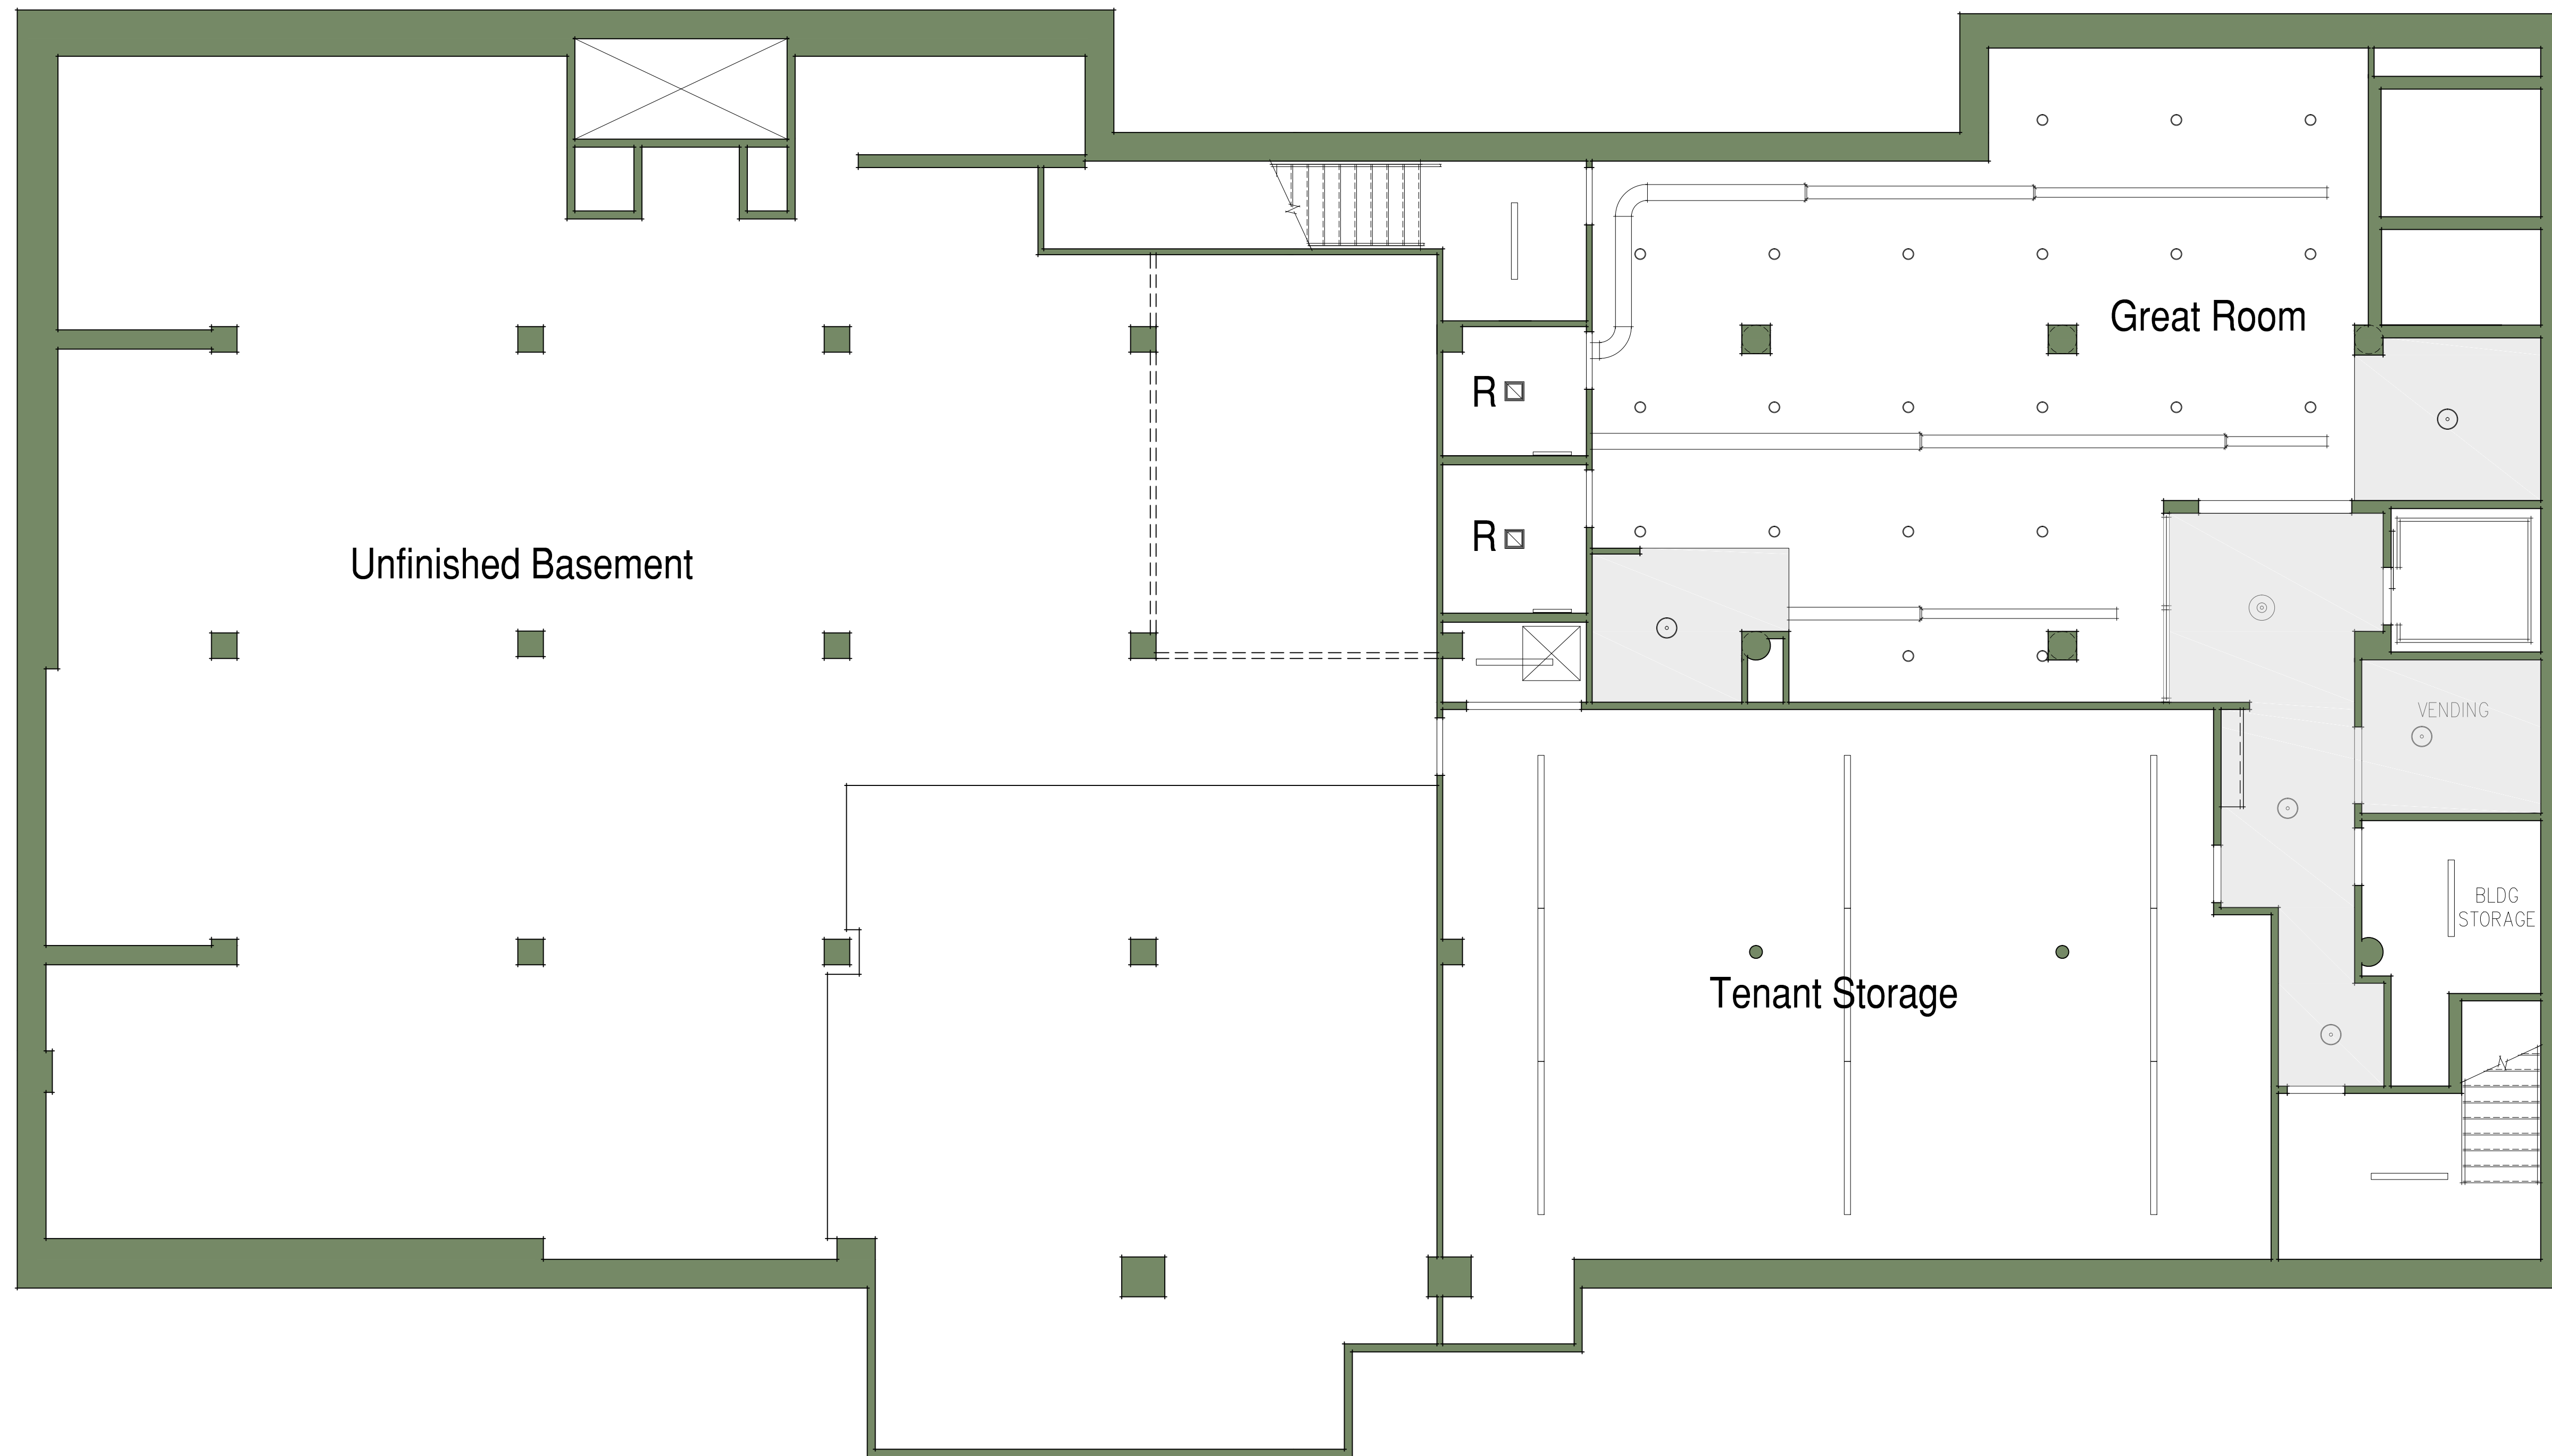 Great Room
R
R
Unfinished Basement
VENDING
BLDG
STORAGE
Tenant Storage